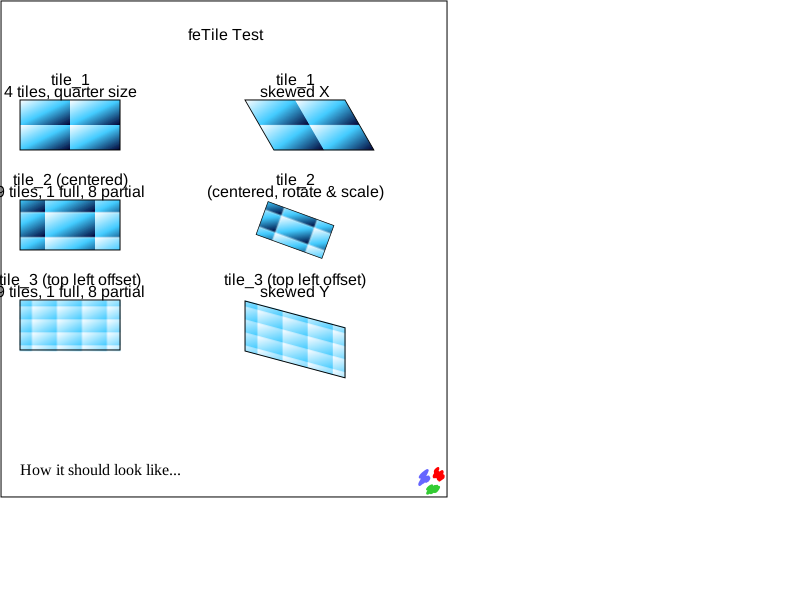 feTile Test
tile_1
4 tiles, quarter size
tile_1
skewed X
tile_2 (centered)
9 tiles, 1 full, 8 partial
tile_2
(centered, rotate & scale)
tile_3 (top left offset)
9 tiles, 1 full, 8 partial
tile_3 (top left offset)
skewed Y
How it should look like...